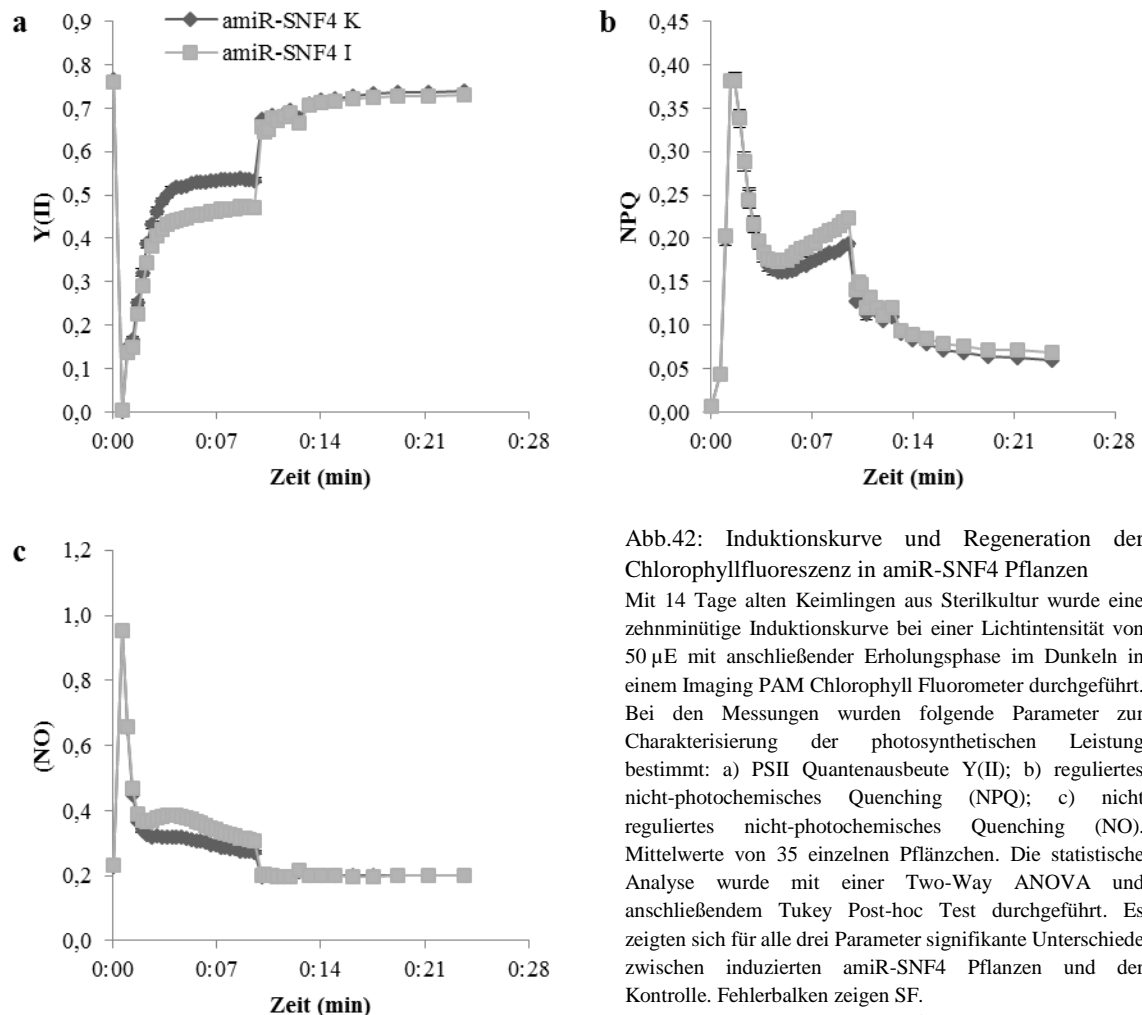 a
amiR-SNF4 K
amiR-SNF4 I
0,9
0,8
0,7
0,6
0,5
0,4
0,3
0,2
0,1
0,0
Y(II)
0:00 0:07 0:14 0:21 0:28
Zeit (min)
b
0,45
0,40
0,35
0,30
0,25
0,20
0,15
0,10
0,05
0,00
NPQ
0:00 0:07 0:14 0:21 0:28
Zeit (min)
c
1,2
1,0
0,8
0,6
0,4
0,2
0,0
(NO)
0:00 0:07 0:14 0:21 0:28
Zeit (min)
Abb.42: Induktionskurve und Regeneration der
Chlorophyllfluoreszenz in amiR-SNF4 Pflanzen
Mit 14 Tage alten Keimlingen aus Sterilkultur wurde eine
zehnminütige Induktionskurve bei einer Lichtintensität von
50 µE mit anschließender Erholungsphase im Dunkeln in
einem Imaging PAM Chlorophyll Fluorometer durchgeführt.
Bei den Messungen wurden folgende Parameter zur
Charakterisierung der photosynthetischen Leistung
bestimmt: a) PSII Quantenausbeute Y(II); b) reguliertes
nicht-photochemisches Quenching (NPQ); c) nicht
reguliertes nicht-photochemisches Quenching (NO).
Mittelwerte von 35 einzelnen Pflänzchen. Die statistische
Analyse wurde mit einer Two-Way ANOVA und
anschließendem Tukey Post-hoc Test durchgeführt. Es
zeigten sich für alle drei Parameter signifikante Unterschiede
zwischen induzierten amiR-SNF4 Pflanzen und der
Kontrolle. Fehlerbalken zeigen SF.